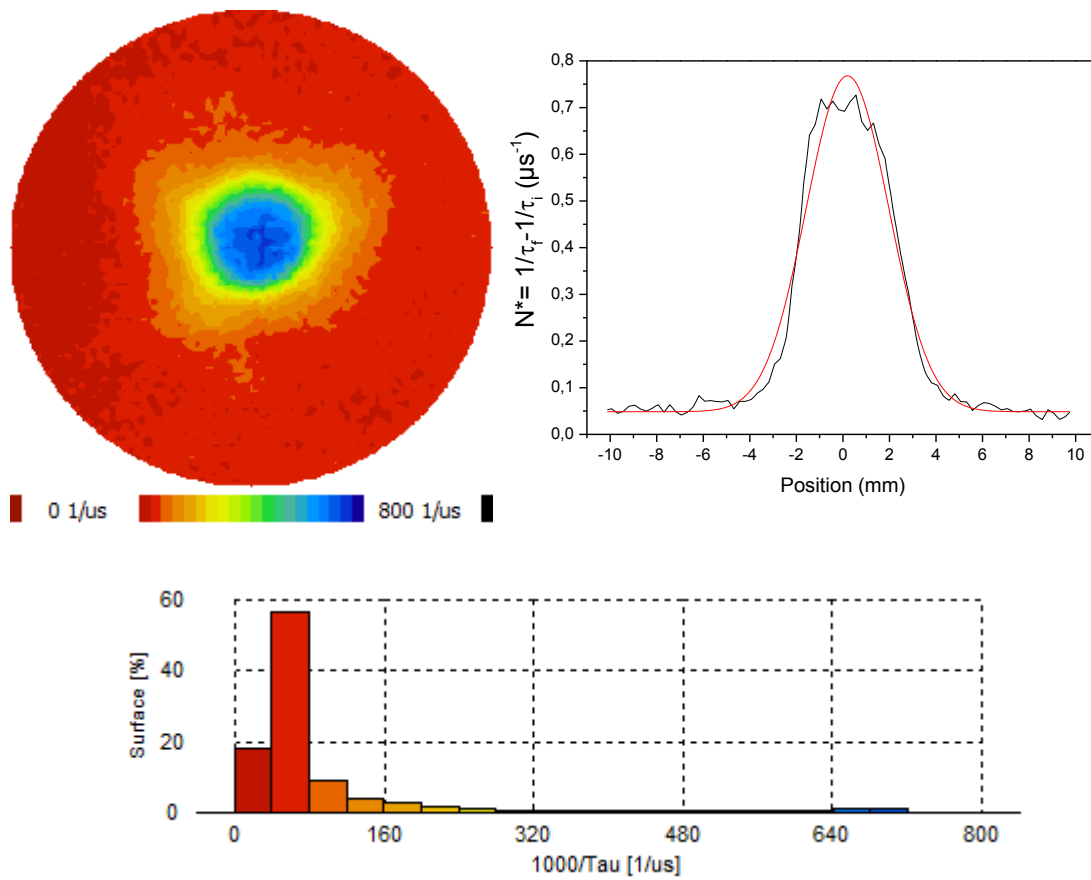 0 1/us 800 1/us
0,8
0,7
0,6
0,5
0,4
0,3
0,2
0,1
0,0
N*= 1/τf-1/τi (µs-1)
-10 -8 -6 -4 -2 0 2 4 6 8 10
Position (mm)
60
40
20
0
Surface [%]
0 160 320 480 640 800
1000/Tau [1/us]